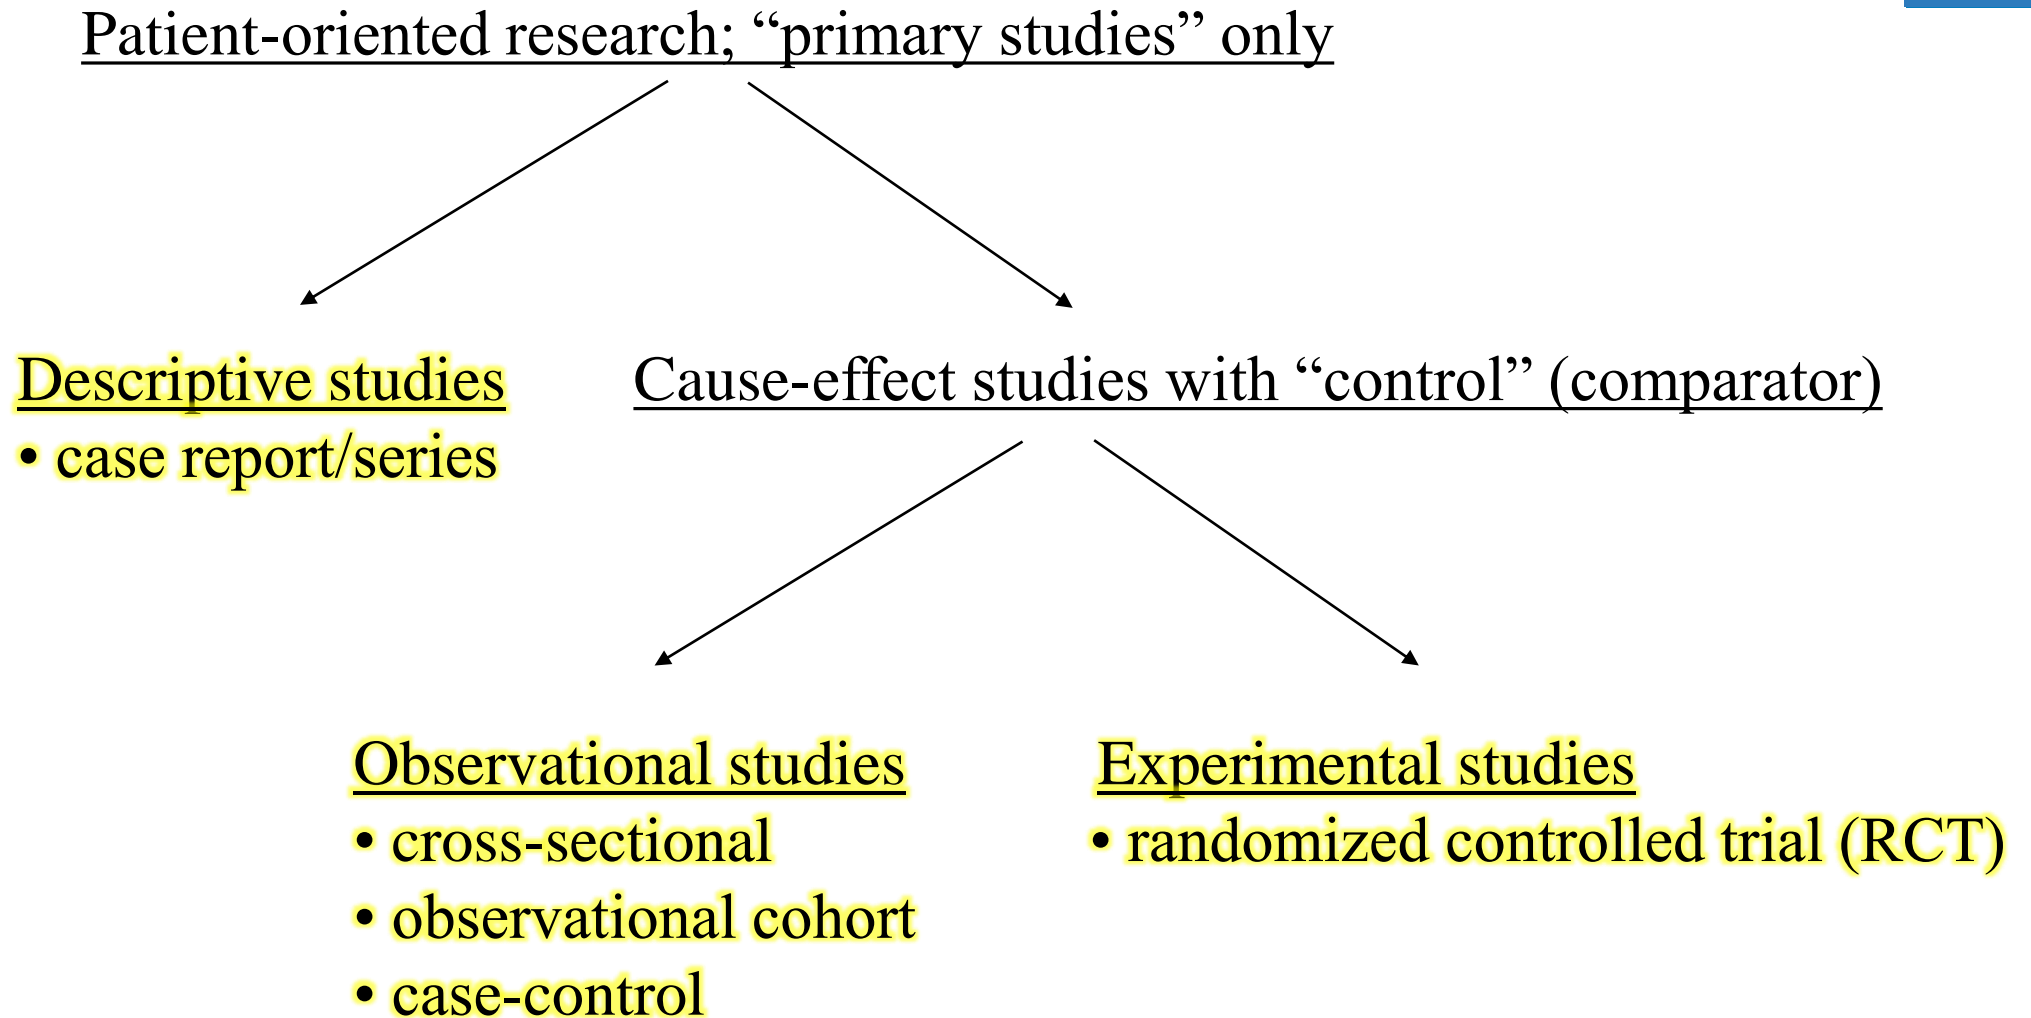 Patient-oriented research; “primary studies” only
Descriptive studies
• case report/series
Cause-effect studies with “control” (comparator)
Observational studies
• cross-sectional
• observational cohort
• case-control
Experimental studies
• randomized controlled trial (RCT)